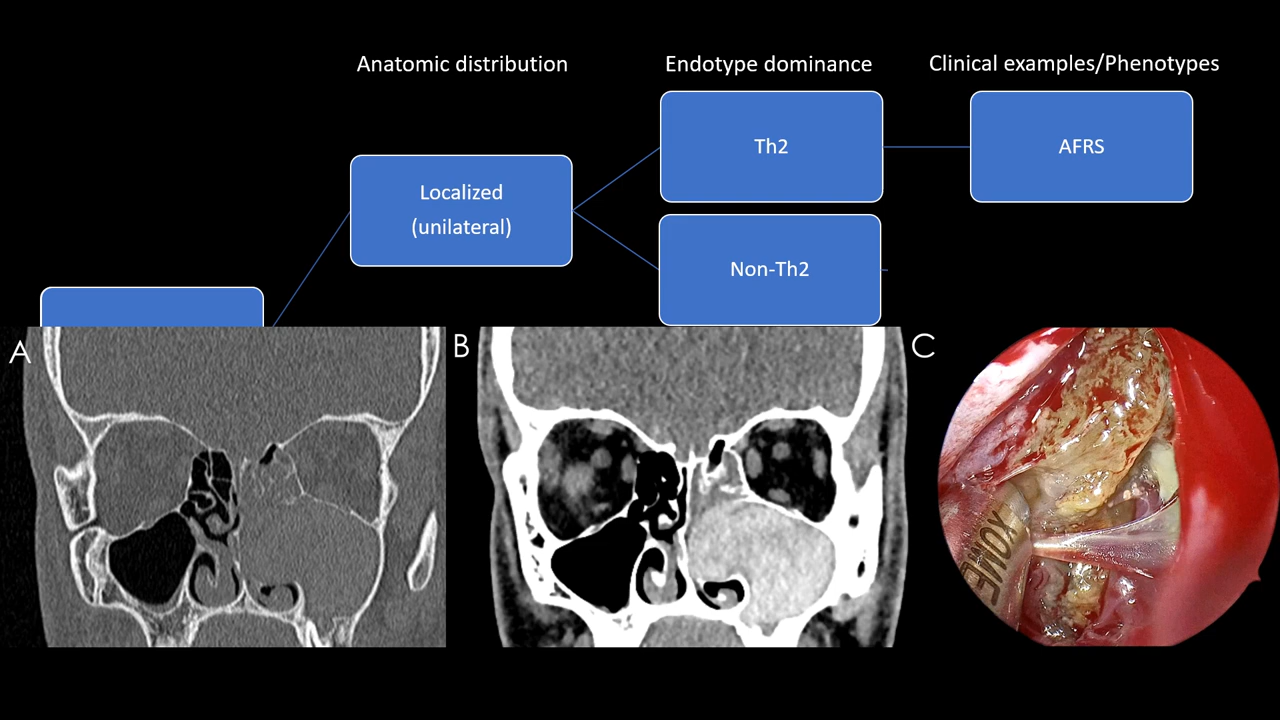 Anatomic distribution
Endotype dominance
Clinical examples/Phenotypes
Th2
AFRS
Localized
(unilateral)
Non-Th2
A
B
C